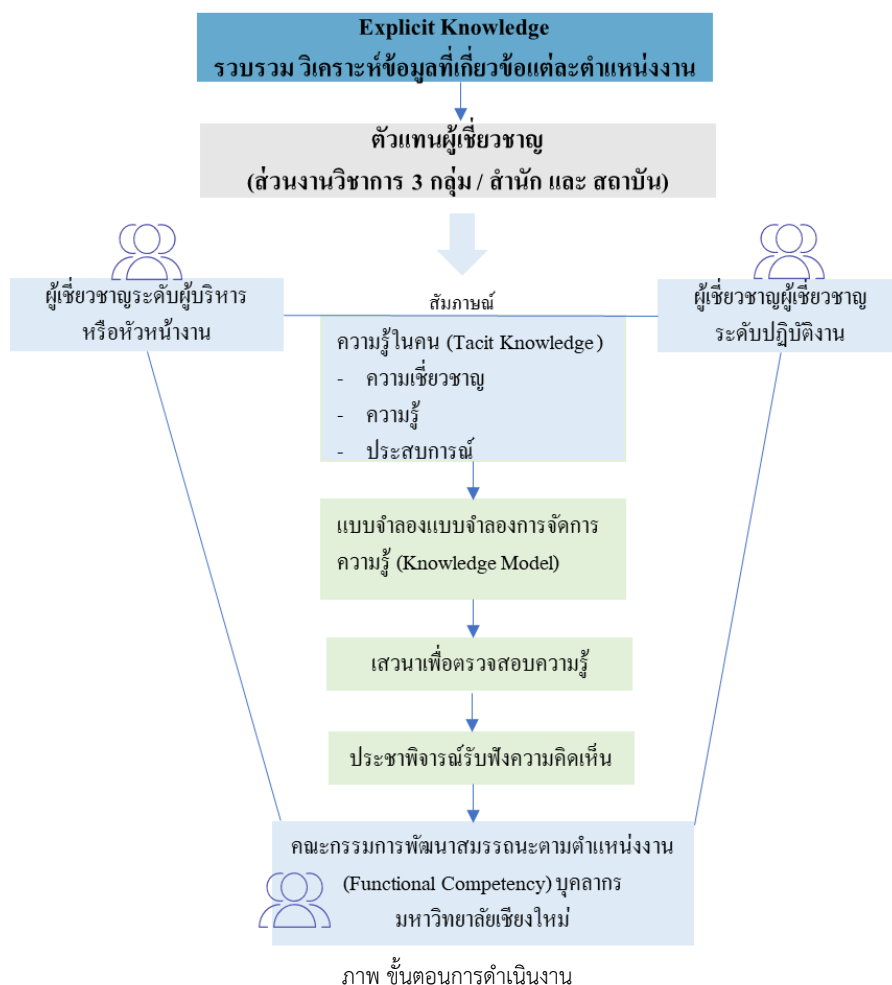 Explicit Knowledge
รวบรวม วิเคราะห์ข้อมูลที่เกี่ยวข้อแต่ละตำแหน่งงาน
ตัวแทนผู้เชี่ยวชาญ
(ส่วนงานวิชาการ 3 กลุ่ม / สำนัก และ สถาบัน)
ผู้เชี่ยวชาญระดับผู้บริหาร
หรือหัวหน้างาน
สัมภาษณ์
ผู้เชี่ยวชาญผู้เชี่ยวชาญ
ระดับปฏิบัติงาน
ความรู้ในคน (Tacit Knowledge)
- ความเชี่ยวชาญ
- ความรู้
- ประสบการณ์
แบบจำลองแบบจำลองการจัดการ
ความรู้ (Knowledge Model)
เสวนาเพื่อตรวจสอบความรู้
ประชาพิจารณ์รับฟังความคิดเห็น
คณะกรรมการพัฒนาสมรรถนะตามตำแหน่งงาน
(Functional Competency) บุคลากร
มหาวิทยาลัยเชียงใหม่
ภาพ ขั้นตอนการดำเนินงาน